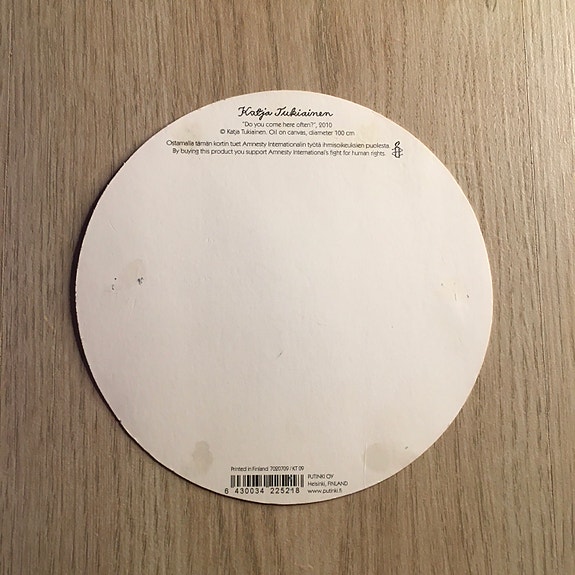 Katja Tukiainen
"Do you come here often?", 2010
© Katja Tukiainen. Oil on canvas, diameter 100 cm
Ostamalla tämän kortin tuet Amnesty Internationalin työtä ihmisoikeuksien puolesta.
By buying this product you support Amnesty International's fight for human rights.
Printed in Finland 7020709 / KT 09
PUTINKI OY
Helsinki, FINLAND
www.putinki.fi
6 430034 225218